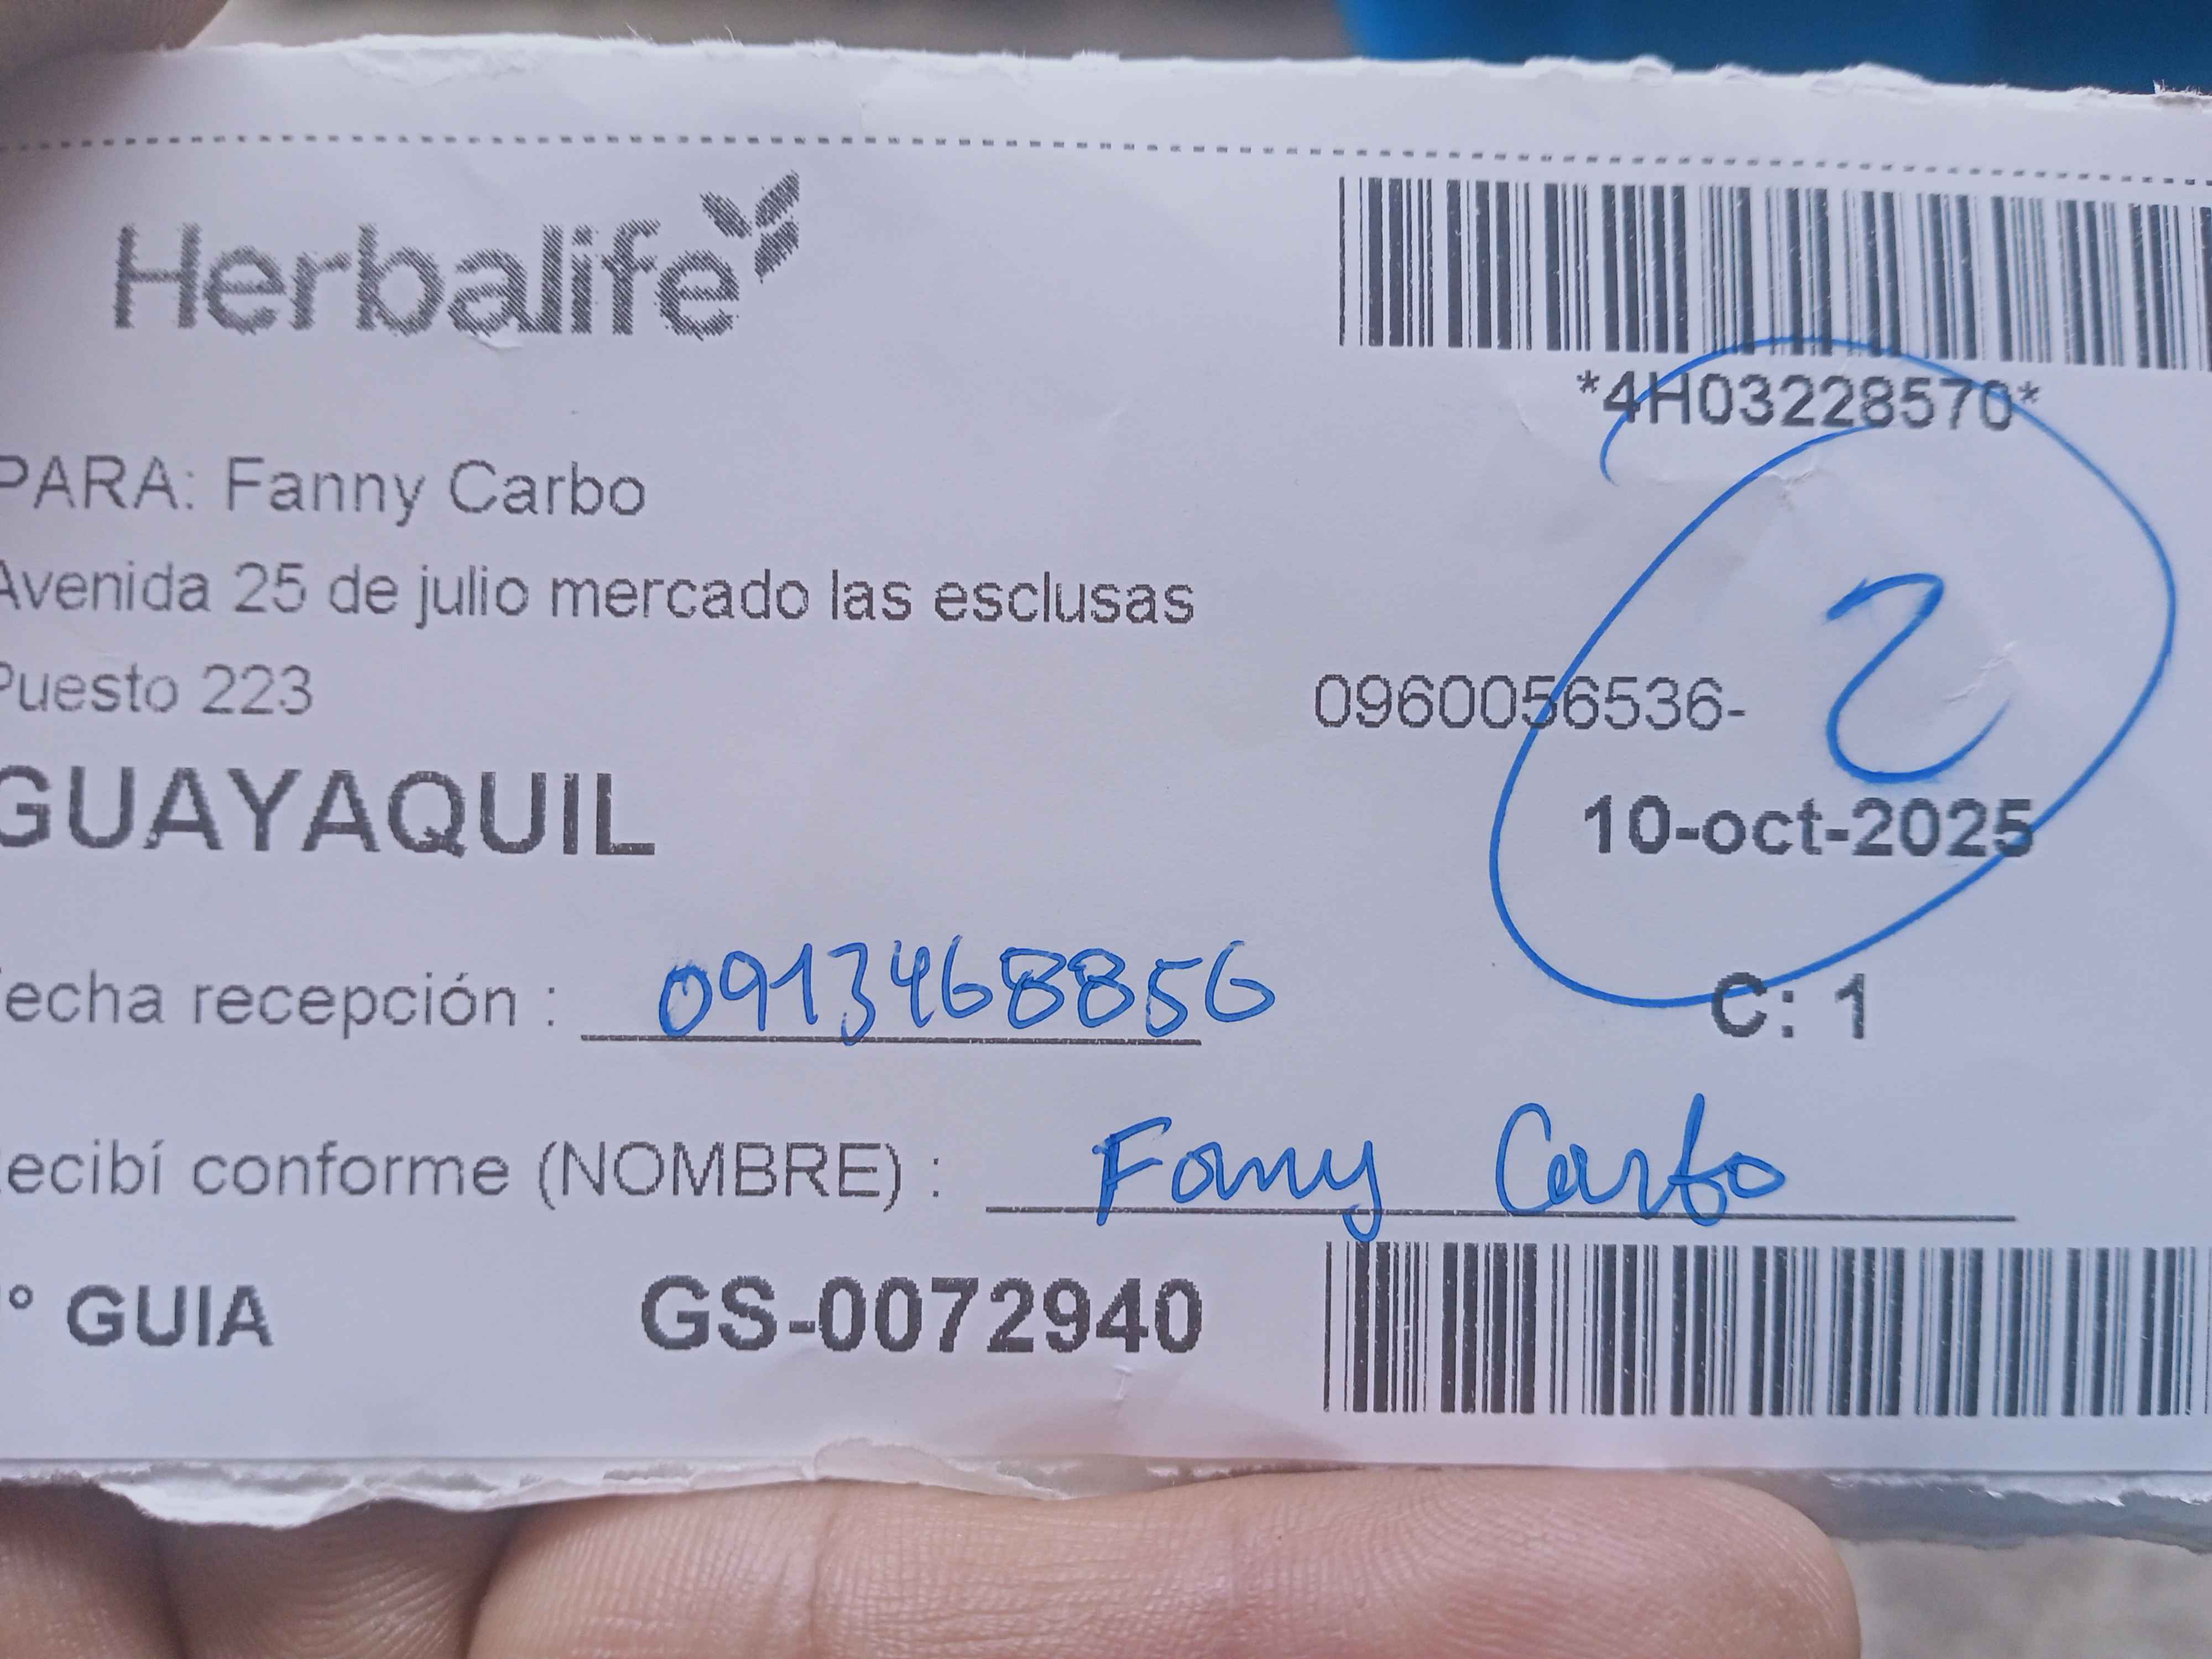 Herbalife
*4H03228570*
PARA: Fanny Carbo
Avenida 25 de julio mercado las esclusas
Puesto 223
0960056536-
2
GUAYAQUIL
10-oct-2025
echa recepción : 0913468856
C: 1
ecibí conforme (NOMBRE) : Fanny Carbo
° GUIA GS-0072940